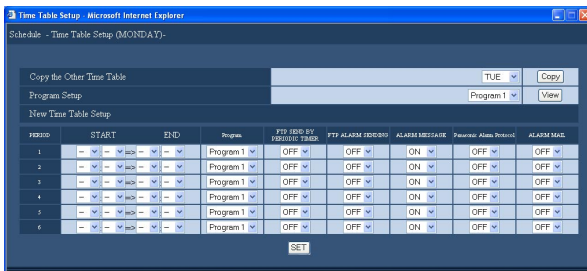 Time Table Setup - Microsoft Internet Explorer
Schedule - Time Table Setup (MONDAY)-
Copy the Other Time Table TUE Copy
Program Setup Program 1 View
New Time Table Setup
PERIOD START END Program FTP SEND BY PERIODIC TIMER FTP ALARM SENDING ALARM MESSAGE Panasonic Alarm Protocol ALARM MAIL
1 -- -- => -- -- Program 1 OFF OFF ON OFF OFF
2 -- -- => -- -- Program 1 OFF OFF ON OFF OFF
3 -- -- => -- -- Program 1 OFF OFF ON OFF OFF
4 -- -- => -- -- Program 1 OFF OFF ON OFF OFF
5 -- -- => -- -- Program 1 OFF OFF ON OFF OFF
6 -- -- => -- -- Program 1 OFF OFF ON OFF OFF
SET